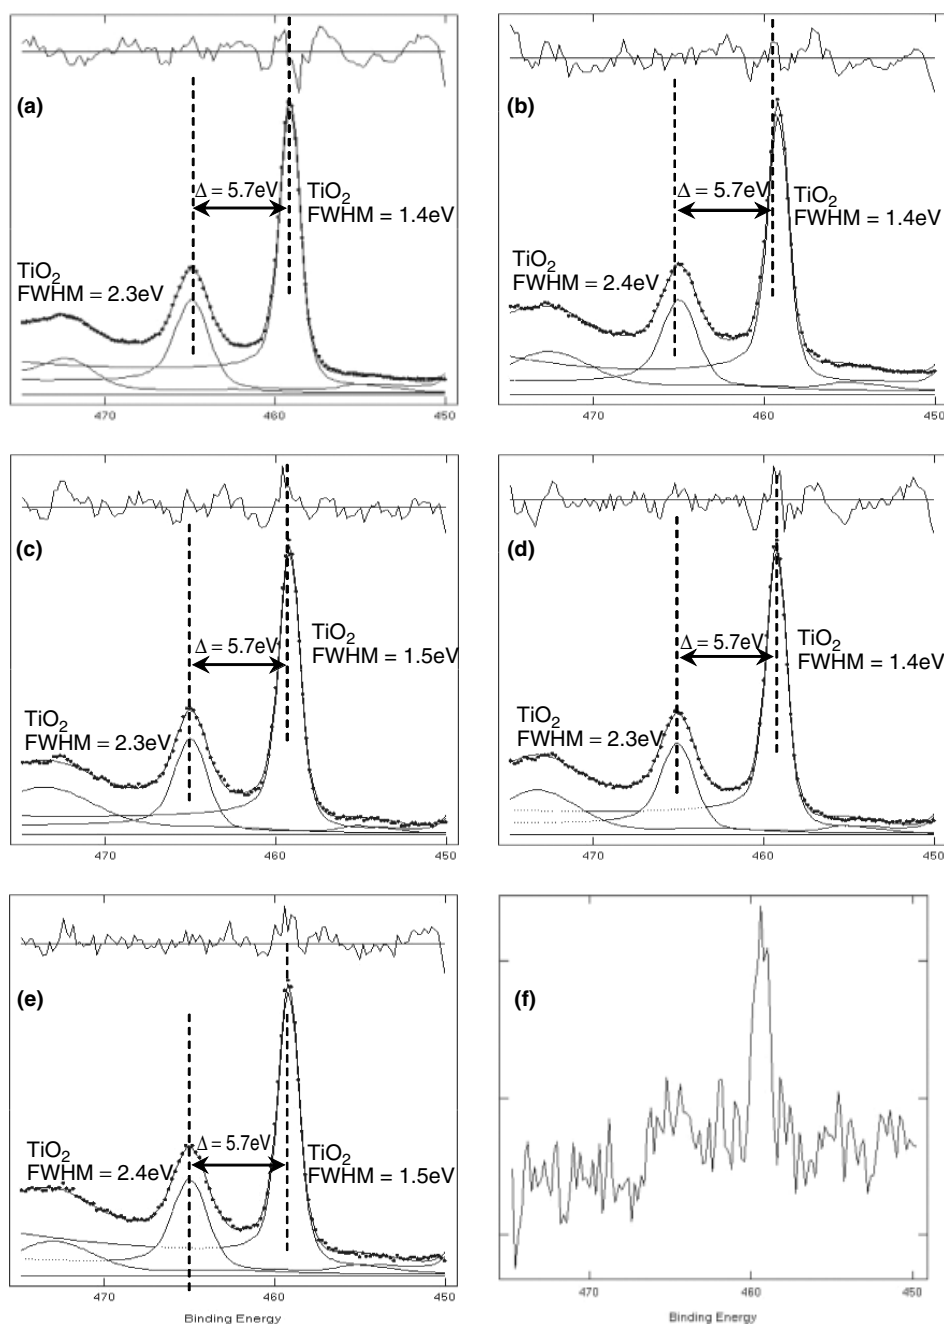 (a)
Δ = 5.7eV
TiO2
FWHM = 1.4eV
TiO2
FWHM = 2.3eV
470
460
450
(b)
Δ = 5.7eV
TiO2
FWHM = 1.4eV
TiO2
FWHM = 2.4eV
470
460
450
(c)
Δ = 5.7eV
TiO2
FWHM = 1.5eV
TiO2
FWHM = 2.3eV
470
460
450
(d)
Δ = 5.7eV
TiO2
FWHM = 1.4eV
TiO2
FWHM = 2.3eV
470
460
450
(e)
Δ = 5.7eV
TiO2
FWHM = 2.4eV
TiO2
FWHM = 1.5eV
470
460
450
Binding Energy
(f)
470
460
450
Binding Energy